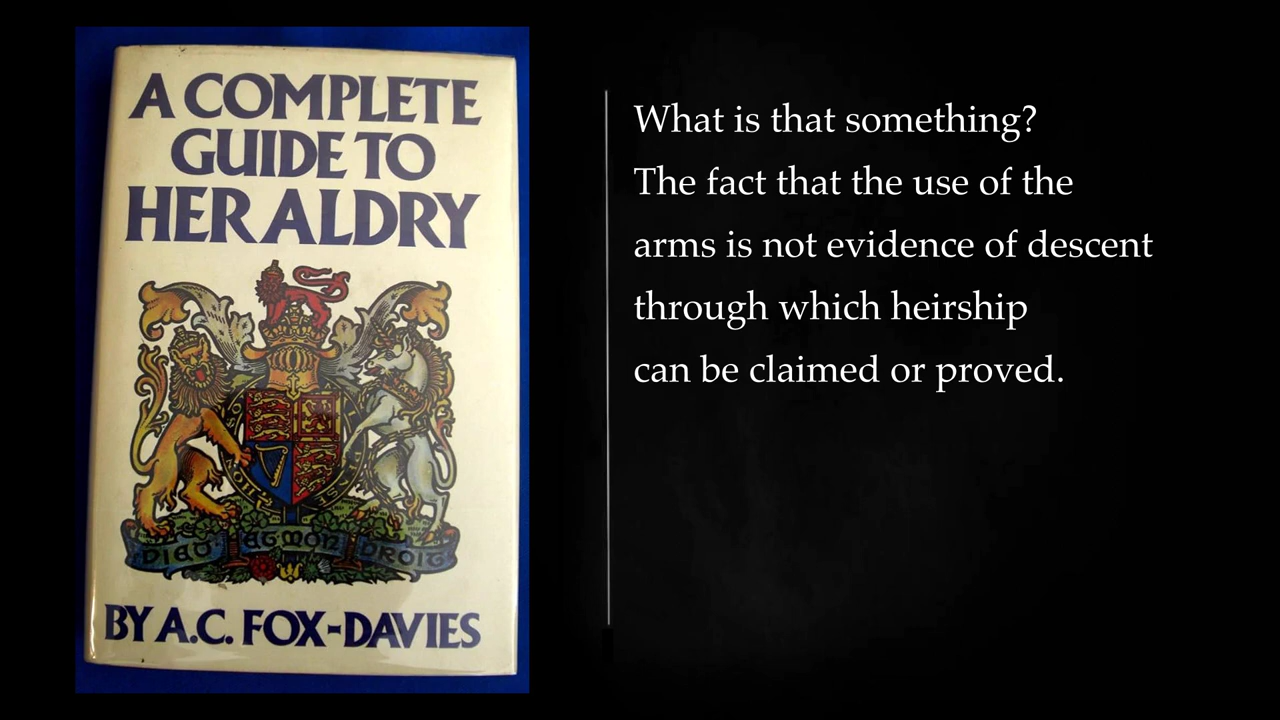 A COMPLETE
GUIDE TO
HERALDRY
DIEU ET MON DROIT
BY A.C. FOX-DAVIES
What is that something?
The fact that the use of the
arms is not evidence of descent
through which heirship
can be claimed or proved.